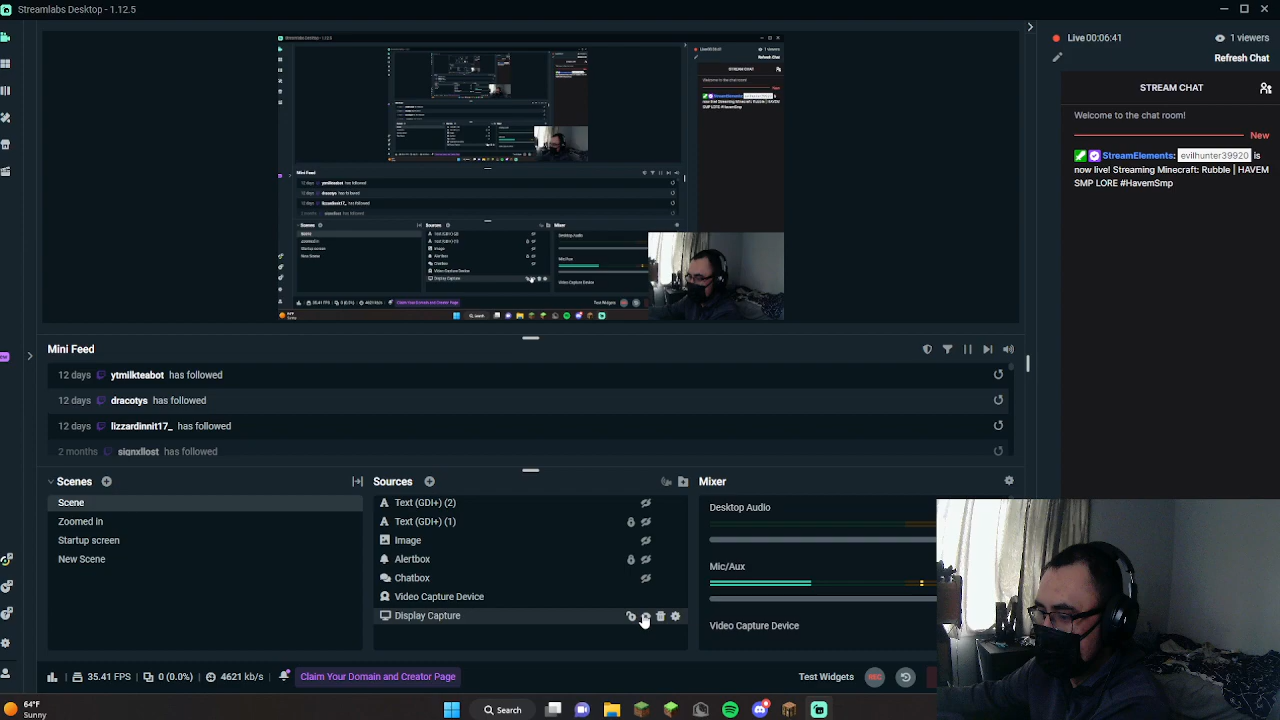 Streamlabs Desktop - 1.12.5
Live 00:06:41
1 viewers
Refresh Chat
STREAM CHAT
Welcome to the chat room!
New
StreamElements: evilhunter39920 is
now live! Streaming Minecraft: Rubble | HAVEM
SMP LORE #HavemSmp
Mini Feed
12 days ytmilkteabot has followed
12 days dracotys has followed
12 days lizzardinnit17_ has followed
2 months signxllost has followed
Scenes
Scene
Zoomed In
Startup screen
New Scene
Sources
Text (GDI+) (2)
Text (GDI+) (1)
Image
Alertbox
Chatbox
Video Capture Device
Display Capture
Mixer
Desktop Audio
Mic/Aux
Video Capture Device
35.41 FPS
0 (0.0%)
4621 kb/s
Claim Your Domain and Creator Page
Test Widgets
REC
64°F
Sunny
Search